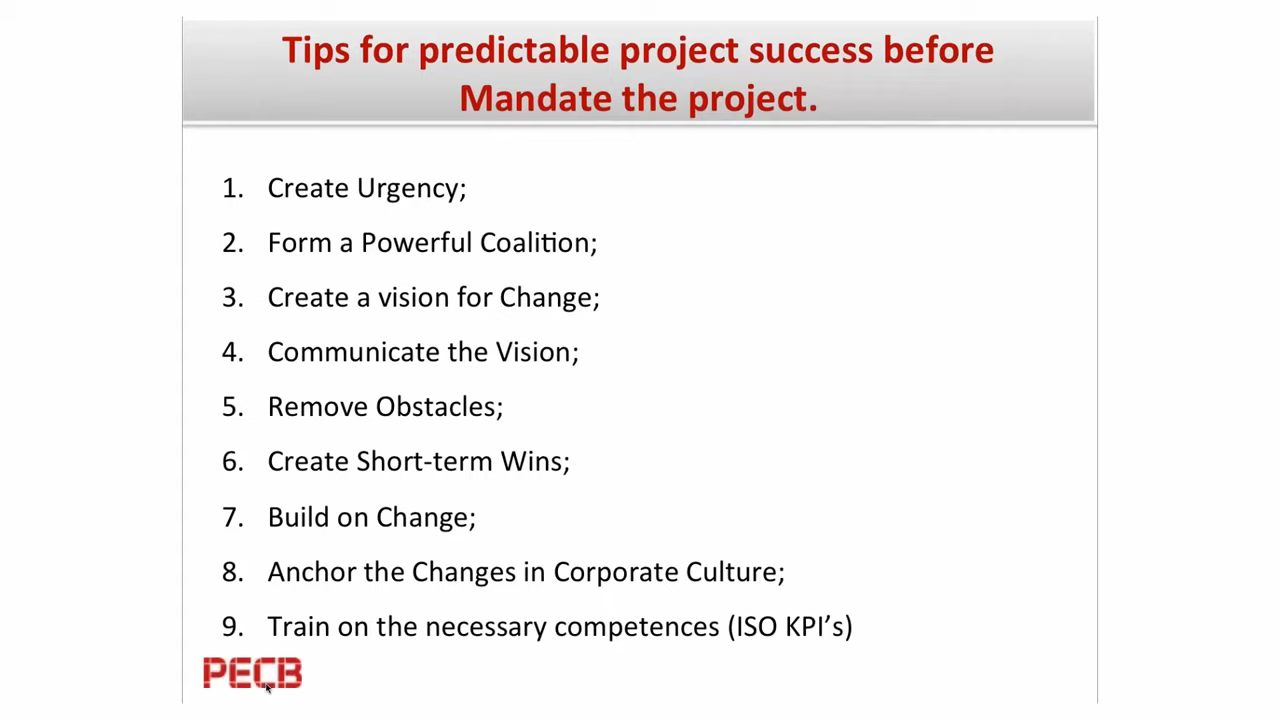 Tips for predictable project success before
Mandate the project.
1. Create Urgency;
2. Form a Powerful Coalition;
3. Create a vision for Change;
4. Communicate the Vision;
5. Remove Obstacles;
6. Create Short-term Wins;
7. Build on Change;
8. Anchor the Changes in Corporate Culture;
9. Train on the necessary competences (ISO KPI’s)
PECB